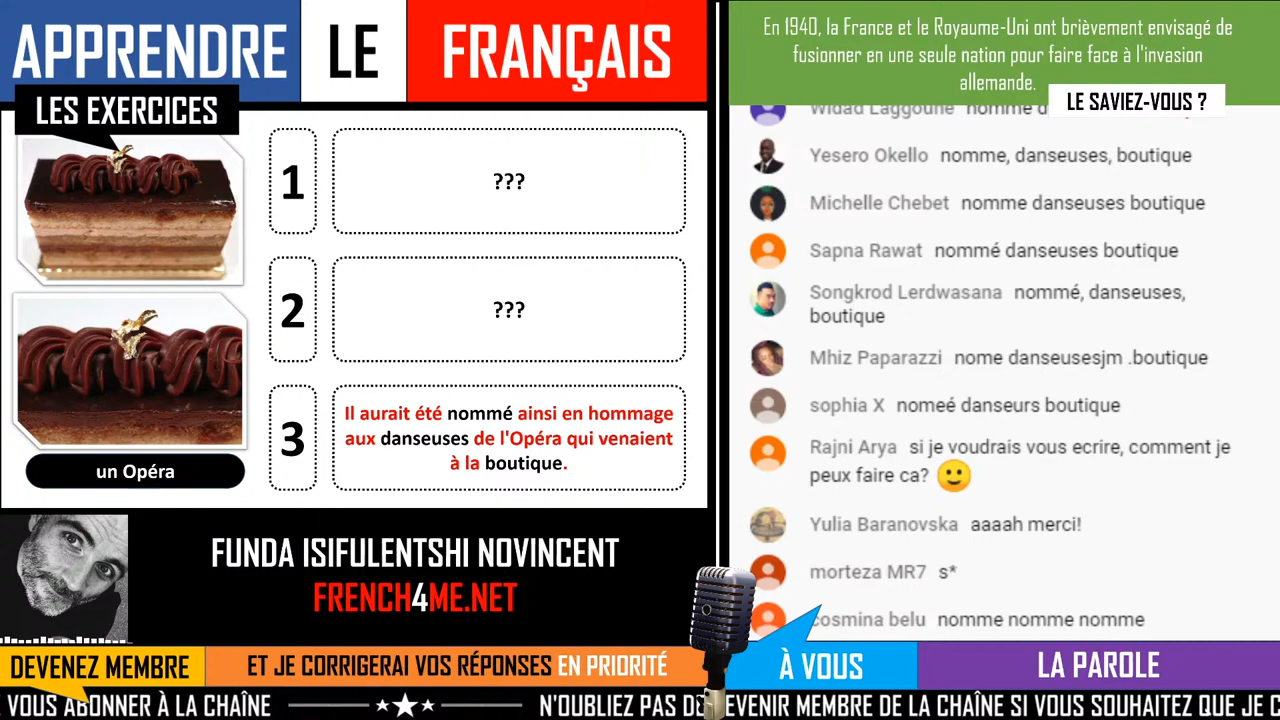 APPRENDRE LE FRANÇAIS
LES EXERCICES
1
???
2
???
3
Il aurait été nommé ainsi en hommage
aux danseuses de l'Opéra qui venaient
à la boutique.
un Opéra
FUNDA ISIFULENTSHI NOVINCENT
FRENCH4ME.NET
En 1940, la France et le Royaume-Uni ont brièvement envisagé de
fusionner en une seule nation pour faire face à l'invasion
allemande.
LE SAVIEZ-VOUS ?
Widad Laggoune nomme
Yesero Okello nomme, danseuses, boutique
Michelle Chebet nomme danseuses boutique
Sapna Rawat nommé danseuses boutique
Songkrod Lerdwasana nommé, danseuses,
boutique
Mhiz Paparazzi nome danseusesjm .boutique
sophia X nomeé danseurs boutique
Rajni Arya si je voudrais vous ecrire, comment je
peux faire ca?
Yulia Baranovska aaaah merci!
morteza MR7 s*
cosmina belu nomme nomme nomme
DEVENEZ MEMBRE
ET JE CORRIGERAI VOS RÉPONSES EN PRIORITÉ
À VOUS LA PAROLE
VOUS ABONNER À LA CHAÎNE
N'OUBLIEZ PAS DEVENIR MEMBRE DE LA CHAÎNE SI VOUS SOUHAITEZ QUE JE